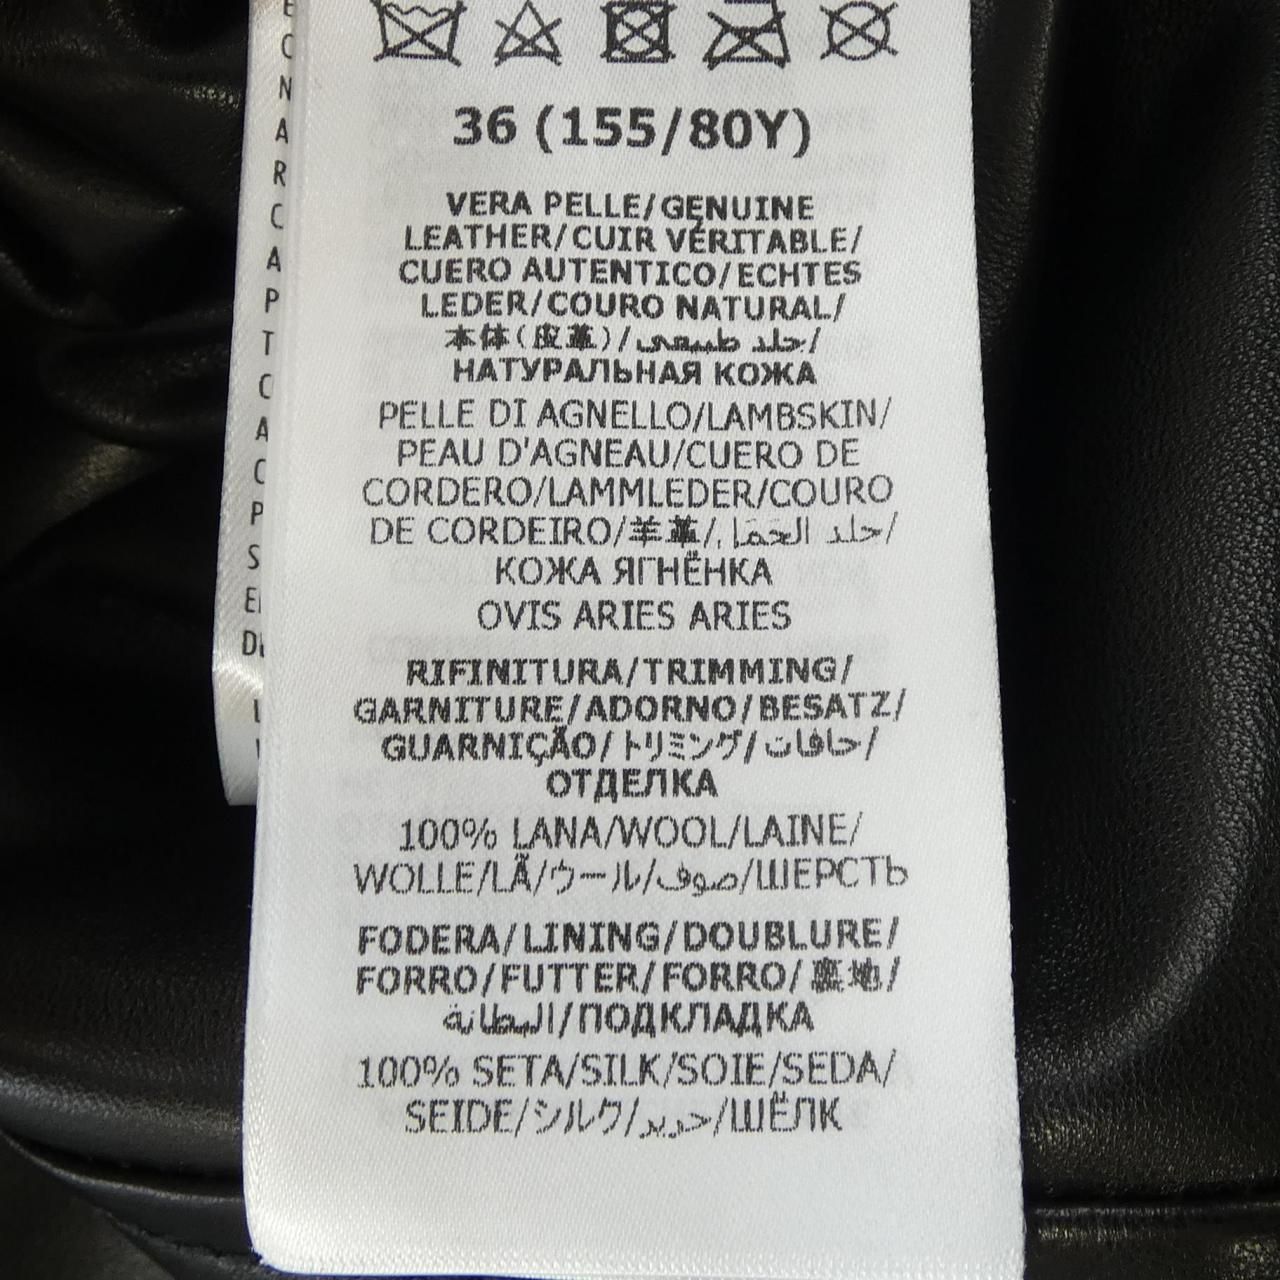 36 (155/80Y)
VERA PELLE/GENUINE
LEATHER/CUIR VÉRITABLE/
CUERO AUTENTICO/ECHTES
LEDER/COURO NATURAL/
本体(皮革)/جلد طبيعي/
НАТУРАЛЬНАЯ КОЖА
PELLE DI AGNELLO/LAMBSKIN/
PEAU D'AGNEAU/CUERO DE
CORDERO/LAMMLEDER/COURO
DE CORDEIRO/羊革/جلد الحمل/
КОЖА ЯГНЁНКА
OVIS ARIES ARIES
RIFINITURA/TRIMMING/
GARNITURE/ADORNO/BESATZ/
GUARNIÇÃO/トリミング/حافات/
ОТДЕЛКА
100% LANA/WOOL/LAINE/
WOLLE/LÃ/ウール/صوف/ШЕРСТЬ
FODERA/LINING/DOUBLURE/
FORRO/FUTTER/FORRO/裏地/
البطانة/ПОДКЛАДКА
100% SETA/SILK/SOIE/SEDA/
SEIDE/シルク/حرير/ШЁЛК